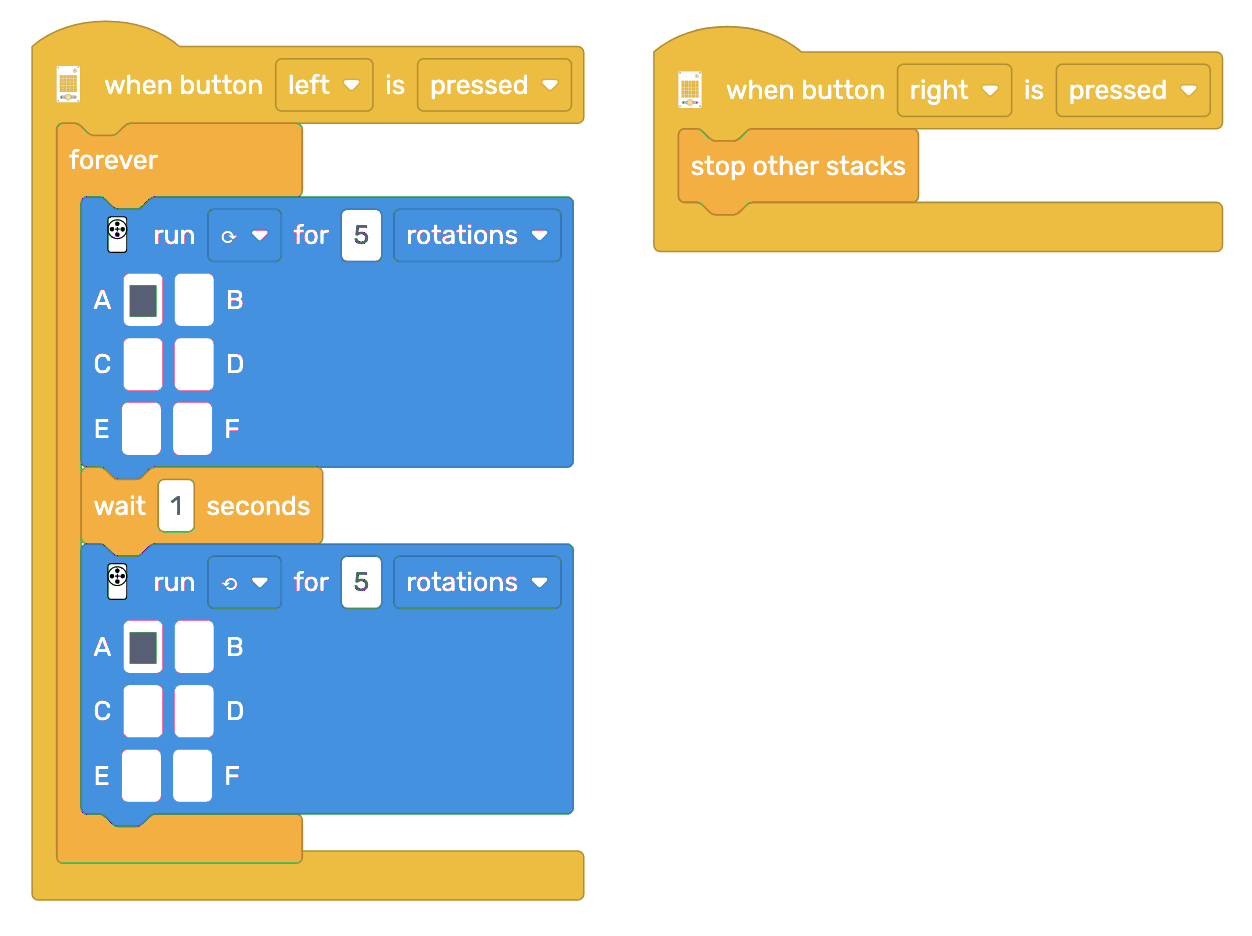 when button left is pressed
forever
run ⟳ for 5 rotations
A B
C D
E F
wait 1 seconds
run ⟲ for 5 rotations
A B
C D
E F
when button right is pressed
stop other stacks